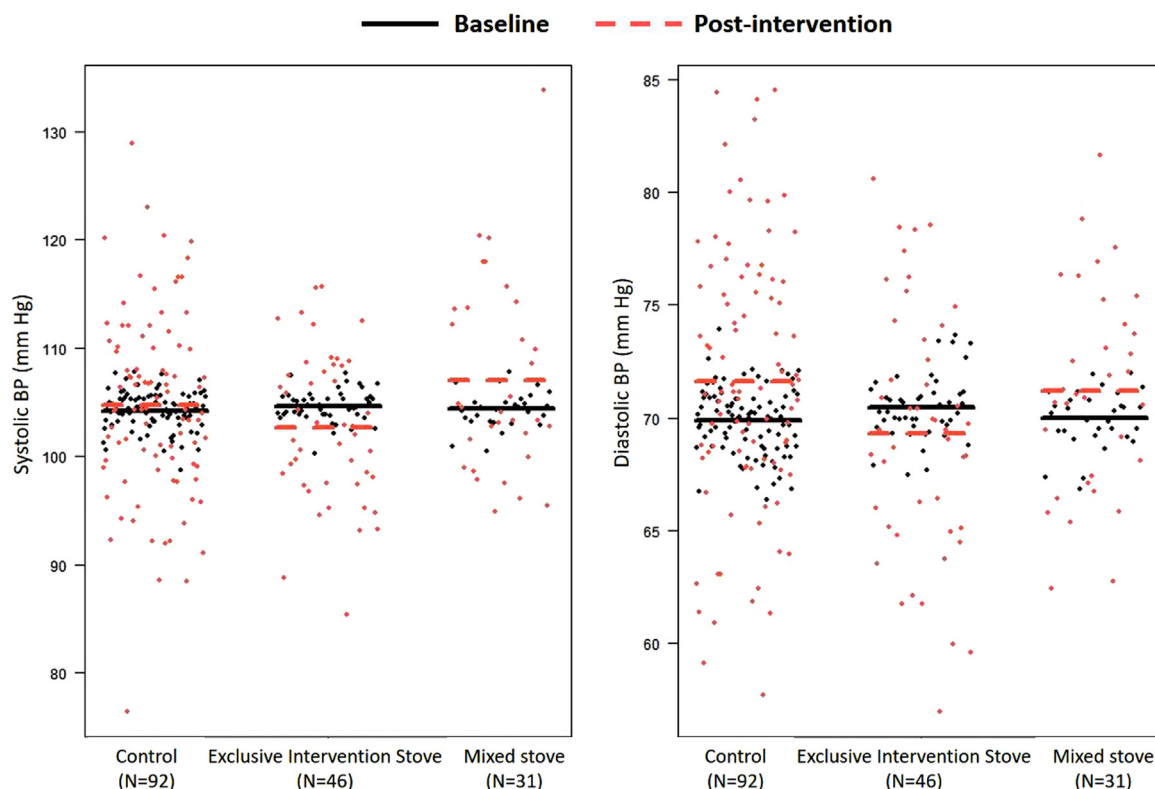 Baseline Post-intervention
Systolic BP (mm Hg)
130
120
110
100
90
80
Control
(N=92)
Exclusive Intervention Stove
(N=46)
Mixed stove
(N=31)
Diastolic BP (mm Hg)
85
80
75
70
65
60
Control
(N=92)
Exclusive Intervention Stove
(N=46)
Mixed stove
(N=31)